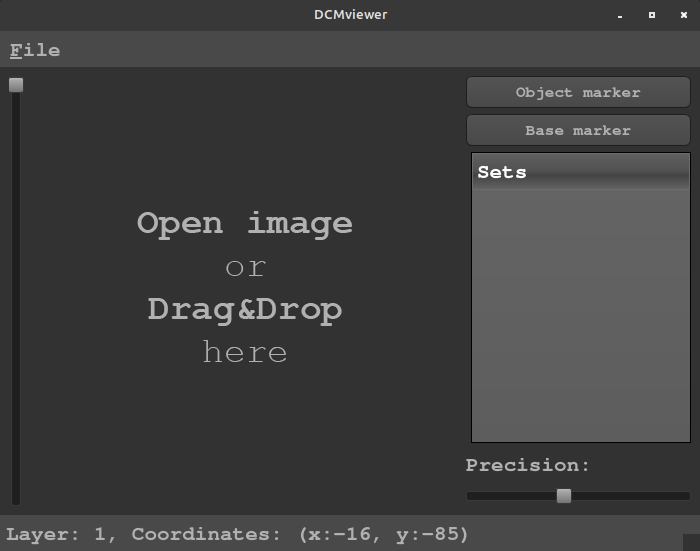 DCMviewer
File
Object marker
Base marker
Sets
Open image
or
Drag&Drop
here
Precision:
Layer: 1, Coordinates: (x:-16, y:-85)